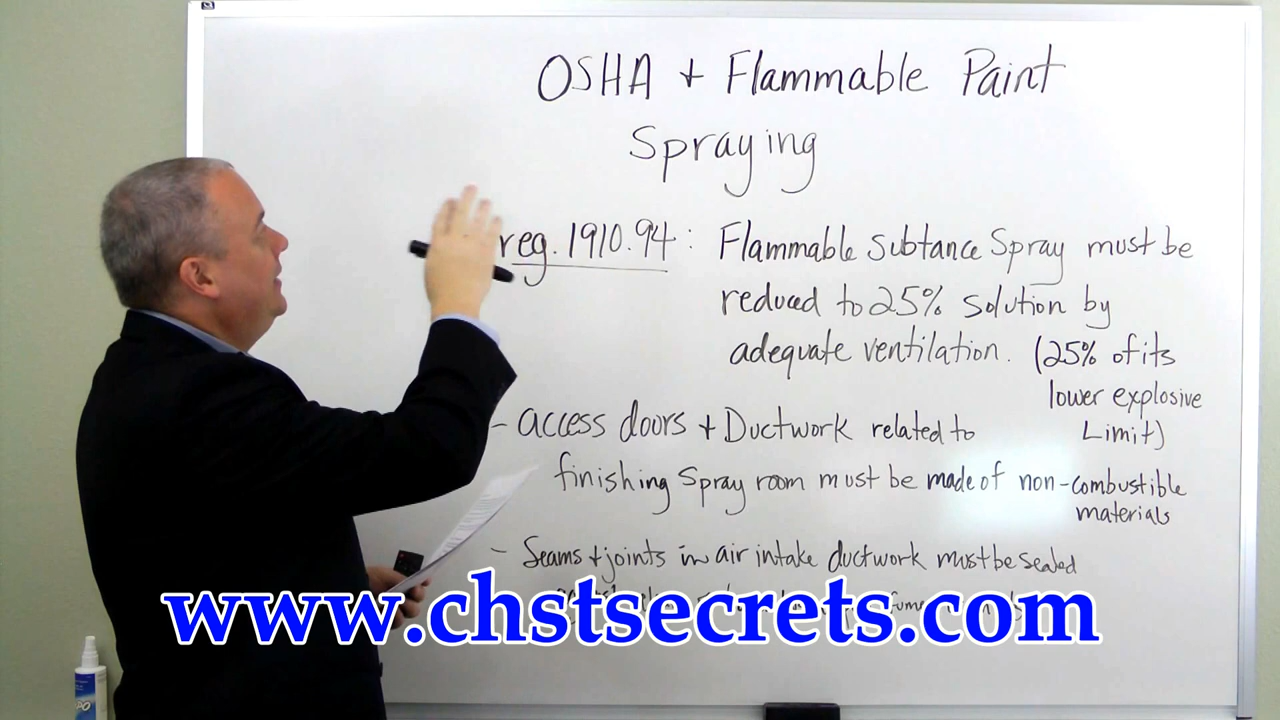 OSHA + Flammable Paint
Spraying
reg. 1910.94: Flammable Subtance Spray must be
reduced to 25% Solution by
adequate ventilation. (25% of its
lower explosive
Limit)
- access doors + Ductwork related to
finishing Spray room must be made of non-combustible
materials
- Seams + joints in air intake ductwork must be sealed
www.chstsecrets.com